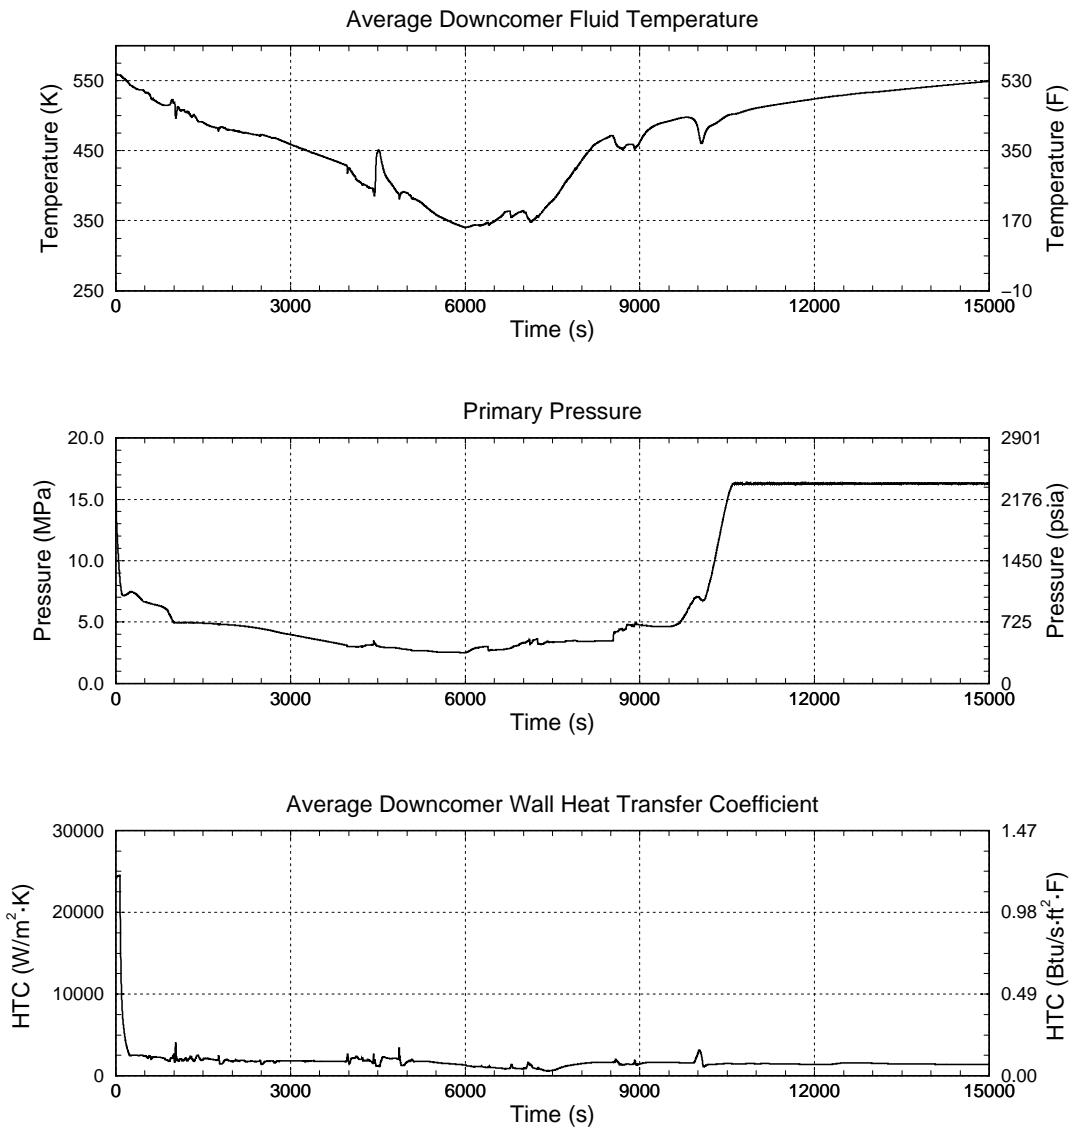 Average Downcomer Fluid Temperature
Temperature (K)
550
450
350
250
530
350
170
−10
Temperature (F)
0 3000 6000 9000 12000 15000
Time (s)
Primary Pressure
Pressure (MPa)
20.0
15.0
10.0
5.0
0.0
2901
2176
1450
725
0
Pressure (psia)
0 3000 6000 9000 12000 15000
Time (s)
Average Downcomer Wall Heat Transfer Coefficient
HTC (W/m²·K)
30000
20000
10000
0
1.47
0.98
0.49
0.00
HTC (Btu/s·ft²·F)
0 3000 6000 9000 12000 15000
Time (s)